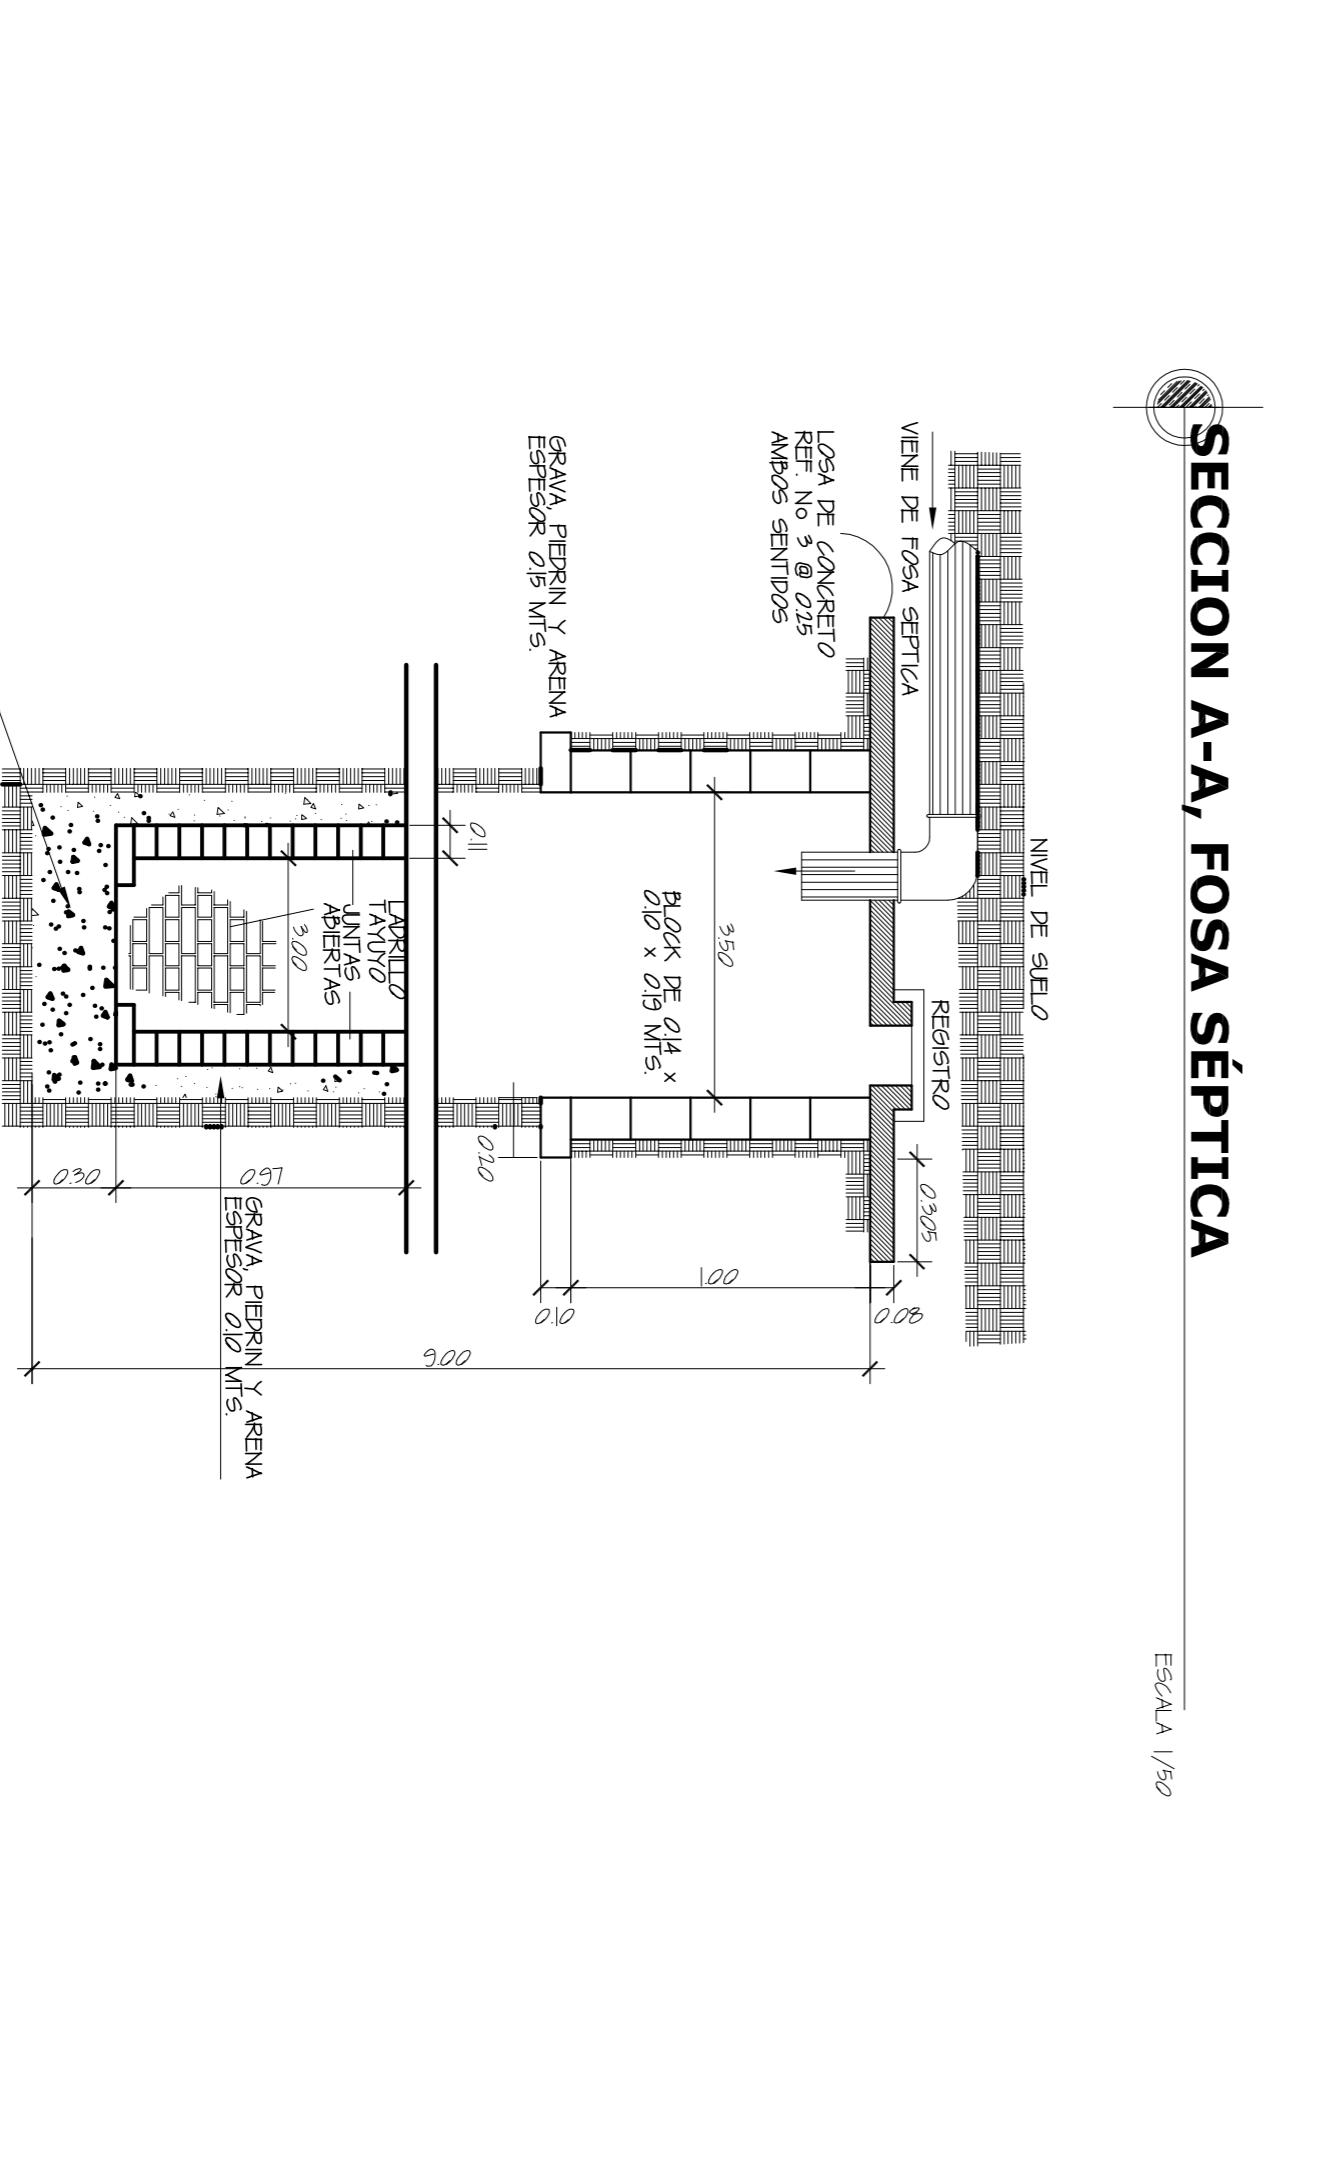 SECCION A-A, FOSA SÉPTICA
ESCALA 1/50
NIVEL DE SUELO
VIENE DE FOSA SEPTICA
REGISTRO
0.305
LOSA DE CONCRETO
REF. No 3 @ 0.25
AMBOS SENTIDOS
0.08
3.50
1.00
BLOCK DE 0.14 x
0.10 x 0.19 MTS.
GRAVA, PIEDRIN Y ARENA
ESPESOR 0.15 MTS.
0.10
0.20
0.11
9.00
LADRILLO
TAYUYO
JUNTAS
ABIERTAS
3.00
0.97
0.30
GRAVA, PIEDRIN Y ARENA
ESPESOR 0.10 MTS.